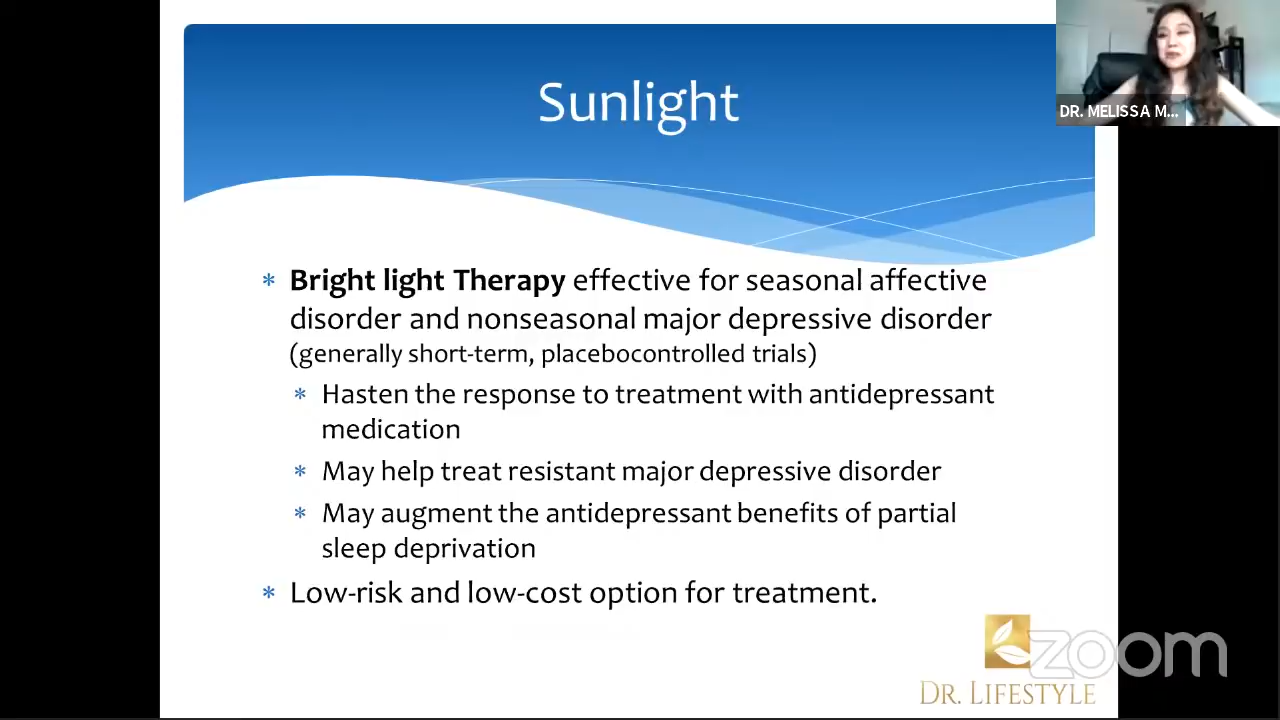 Sunlight
DR. MELISSA M...
* Bright light Therapy effective for seasonal affective
disorder and nonseasonal major depressive disorder
(generally short-term, placebocontrolled trials)
* Hasten the response to treatment with antidepressant
medication
* May help treat resistant major depressive disorder
* May augment the antidepressant benefits of partial
sleep deprivation
* Low-risk and low-cost option for treatment.
zoom
DR. LIFESTYLE